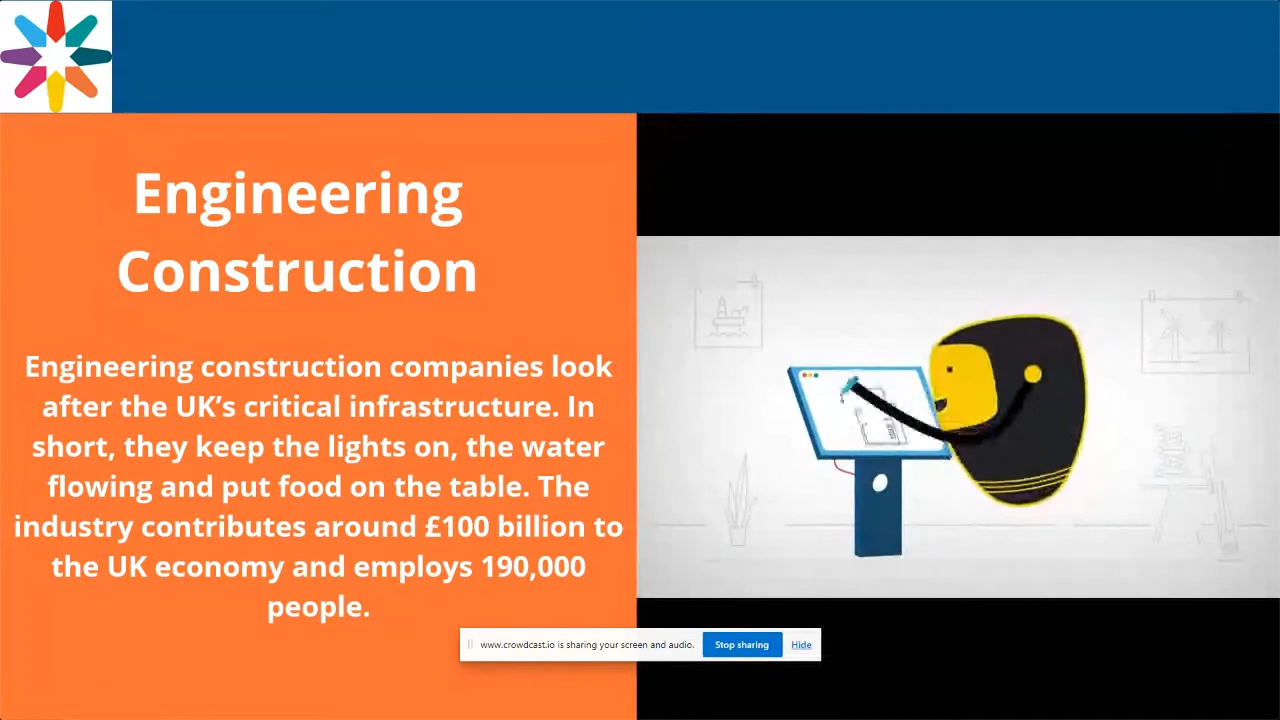 Engineering
Construction
Engineering construction companies look
after the UK’s critical infrastructure. In
short, they keep the lights on, the water
flowing and put food on the table. The
industry contributes around £100 billion to
the UK economy and employs 190,000
people.
www.crowdcast.io is sharing your screen and audio. Stop sharing Hide